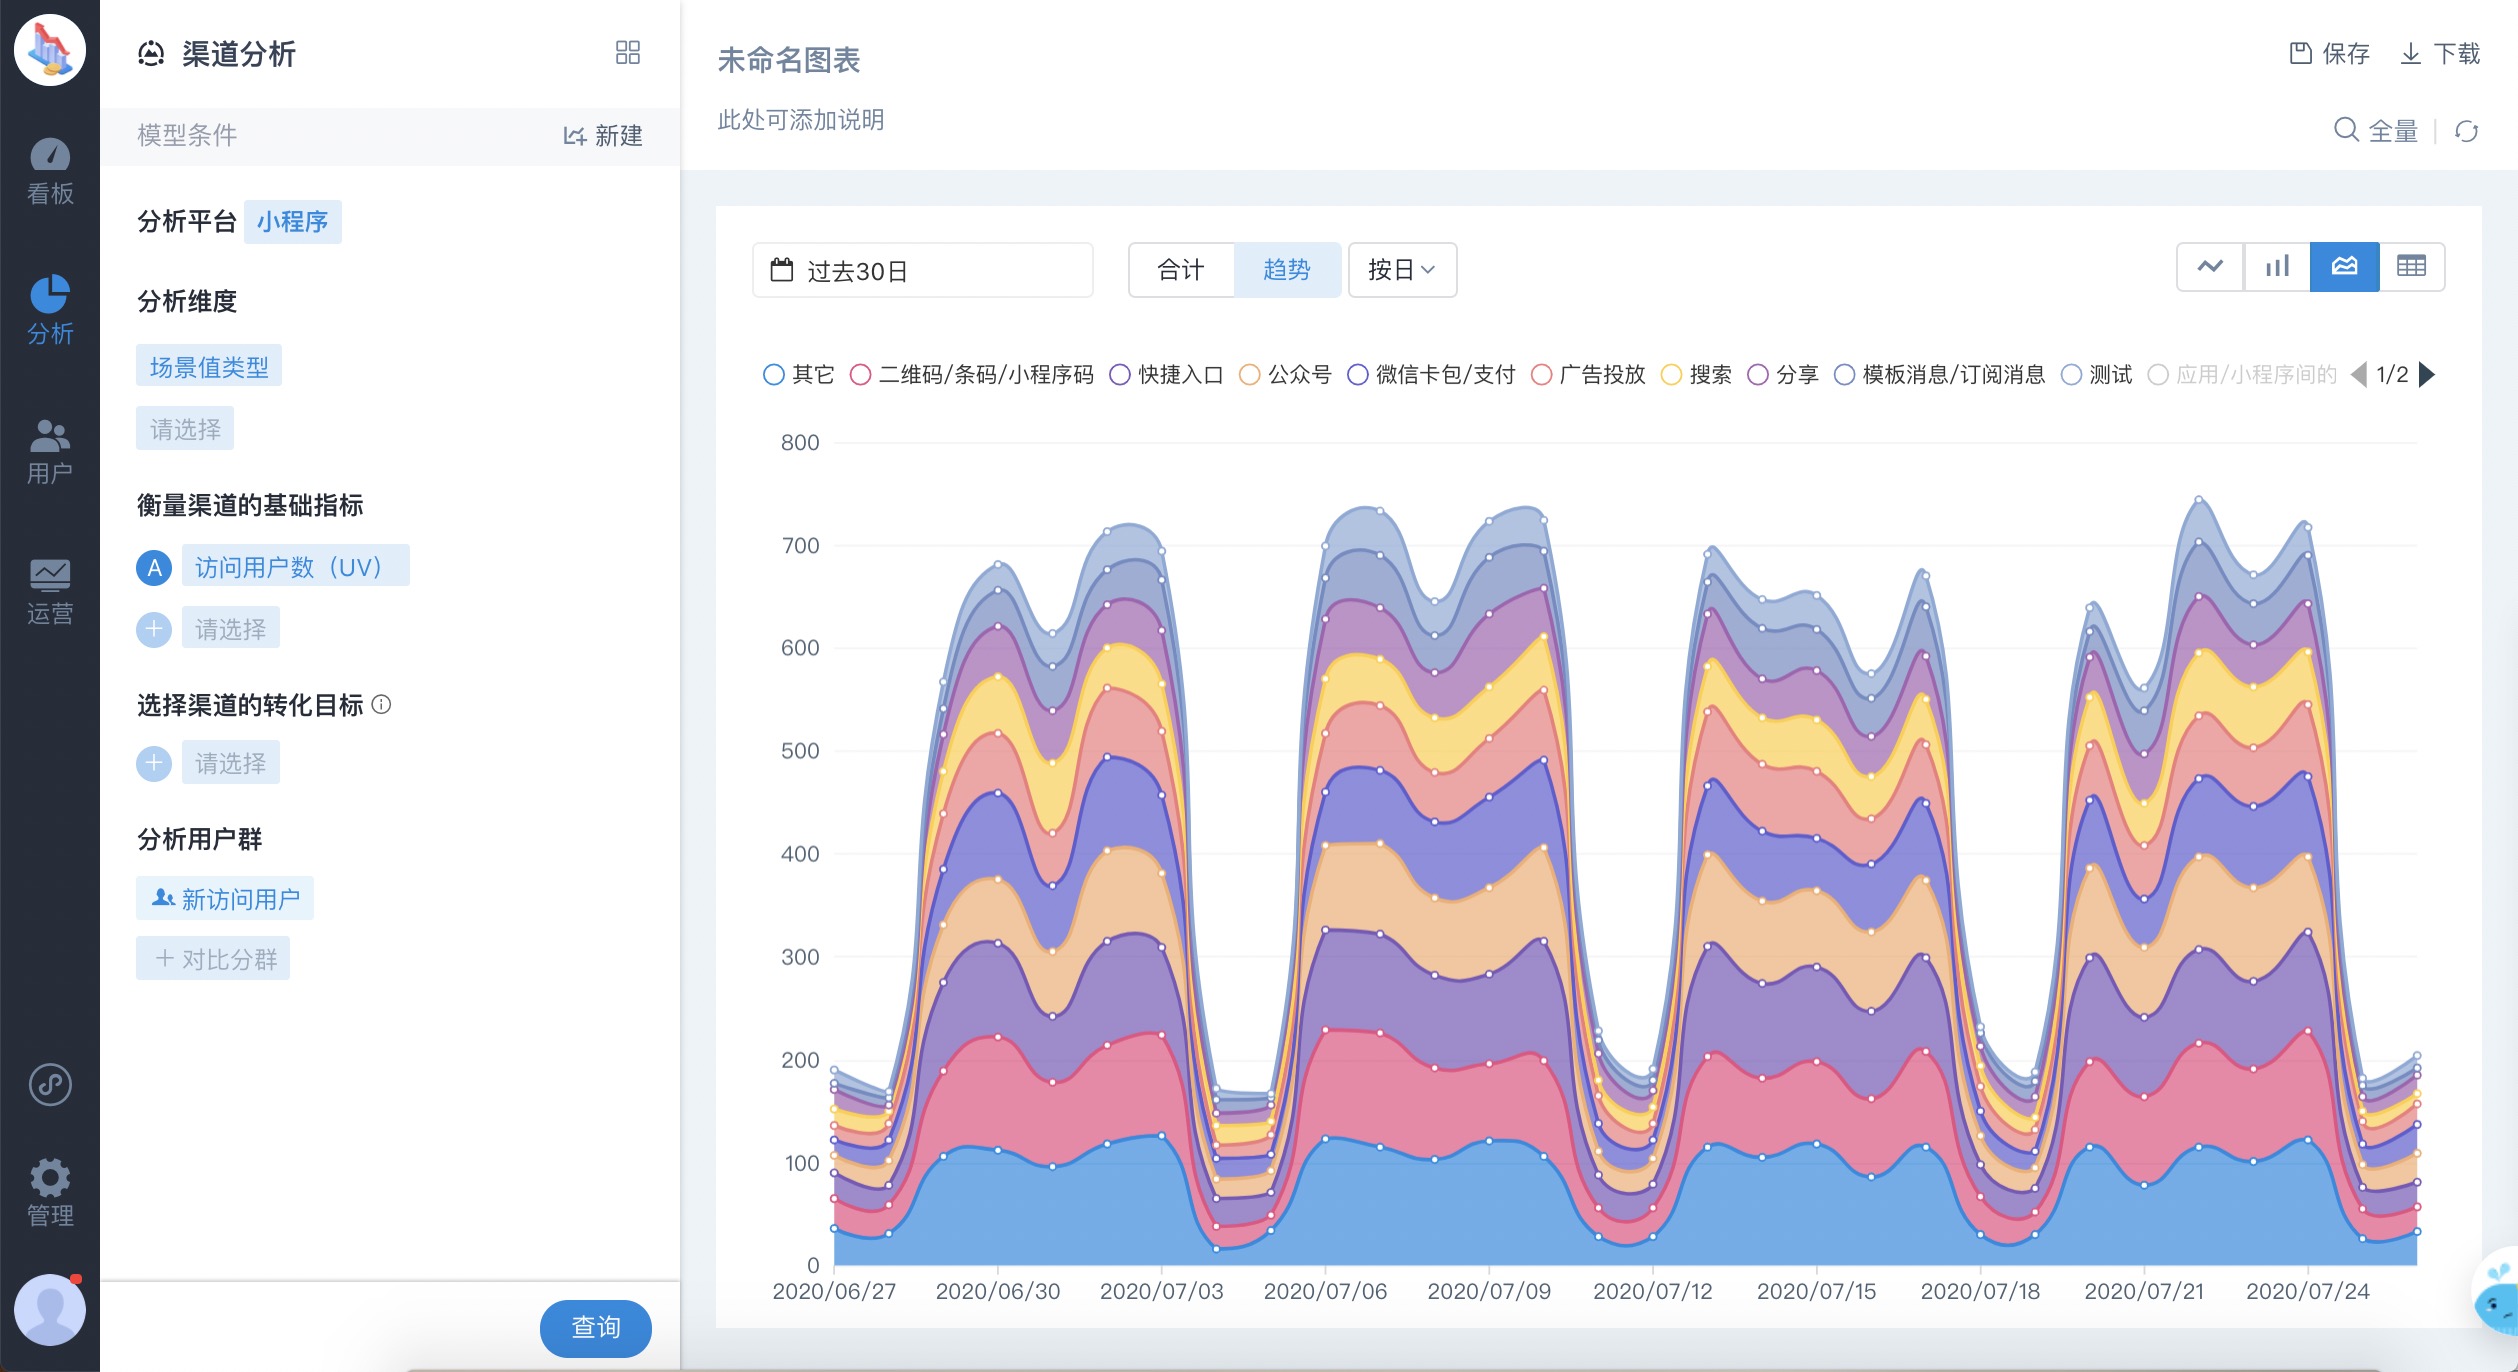 看板
分析
用户
运营
管理
渠道分析
模型条件
新建
分析平台 小程序
分析维度
场景值类型
请选择
衡量渠道的基础指标
A 访问用户数（UV）
请选择
选择渠道的转化目标
请选择
分析用户群
新访问用户
+ 对比分群
查询
未命名图表
保存 下载
此处可添加说明
全量
过去30日 合计 趋势 按日
其它 二维码/条码/小程序码 快捷入口 公众号 微信卡包/支付 广告投放 搜索 分享 模板消息/订阅消息 测试 应用/小程序间的 1/2
800
700
600
500
400
300
200
100
0
2020/06/27 2020/06/30 2020/07/03 2020/07/06 2020/07/09 2020/07/12 2020/07/15 2020/07/18 2020/07/21 2020/07/24